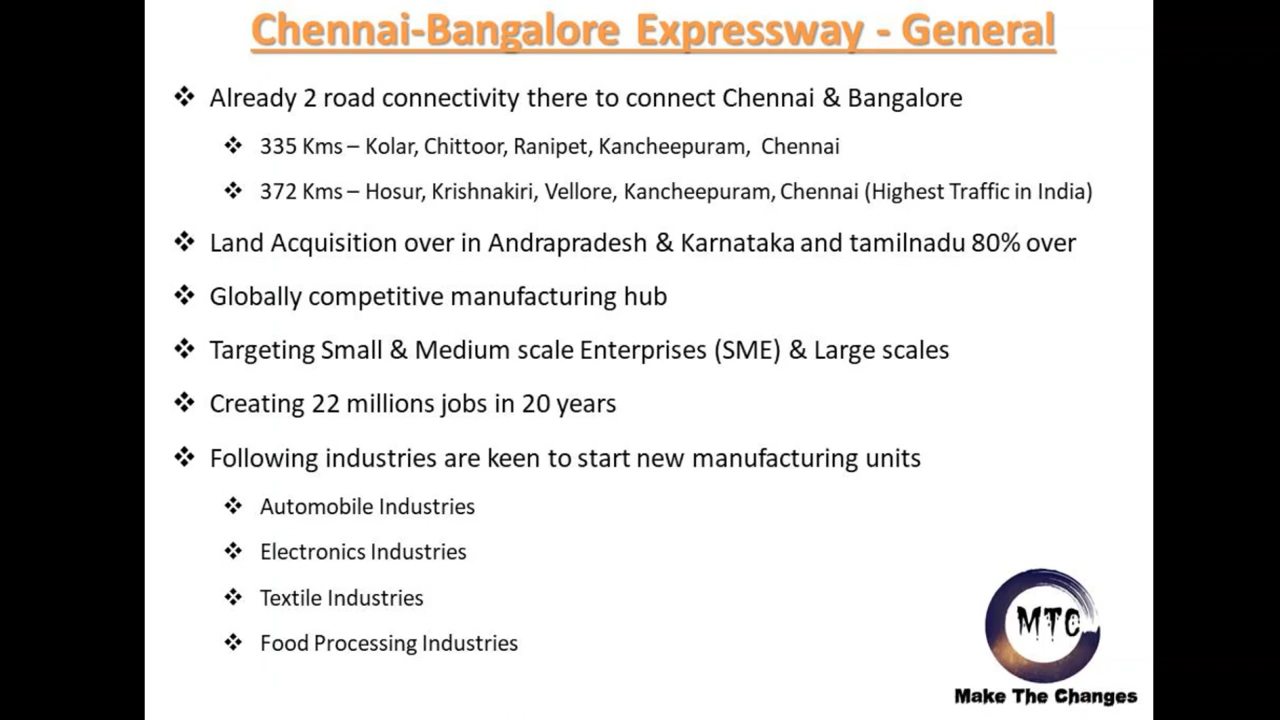 Chennai-Bangalore Expressway - General
Already 2 road connectivity there to connect Chennai & Bangalore
335 Kms – Kolar, Chittoor, Ranipet, Kancheepuram, Chennai
372 Kms – Hosur, Krishnakiri, Vellore, Kancheepuram, Chennai (Highest Traffic in India)
Land Acquisition over in Andrapradesh & Karnataka and tamilnadu 80% over
Globally competitive manufacturing hub
Targeting Small & Medium scale Enterprises (SME) & Large scales
Creating 22 millions jobs in 20 years
Following industries are keen to start new manufacturing units
Automobile Industries
Electronics Industries
Textile Industries
Food Processing Industries
MTC
Make The Changes